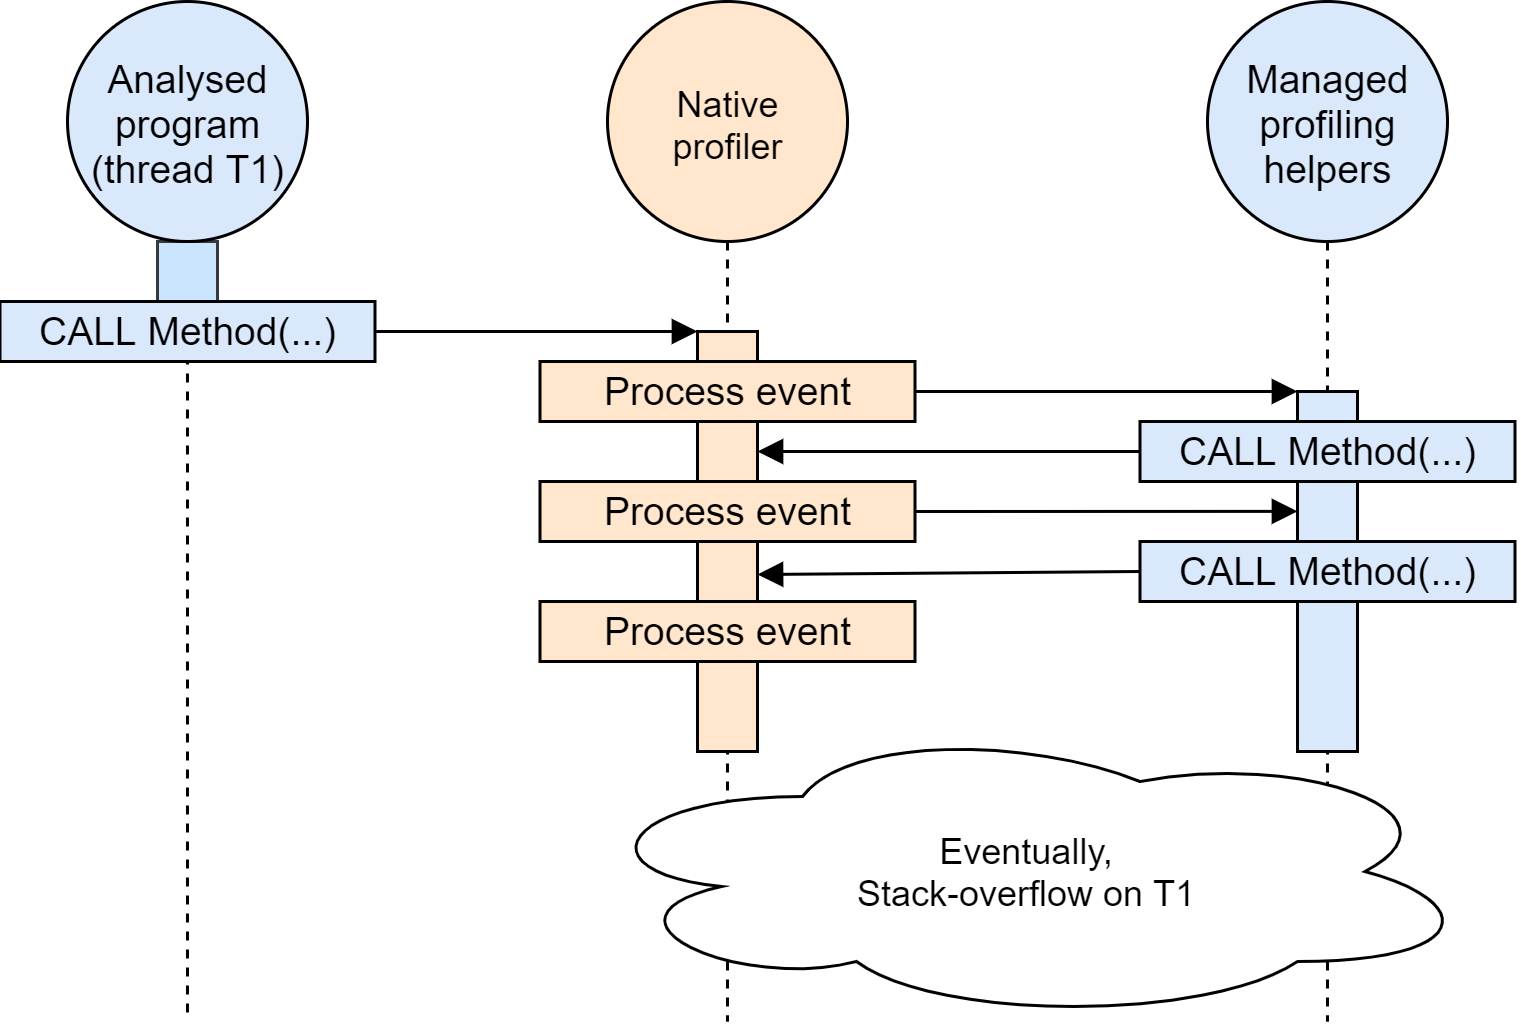 Analysed
program
(thread T1)
Native
profiler
Managed
profiling
helpers
CALL Method(...)
Process event
CALL Method(...)
Process event
CALL Method(...)
Process event
Eventually,
Stack-overflow on T1